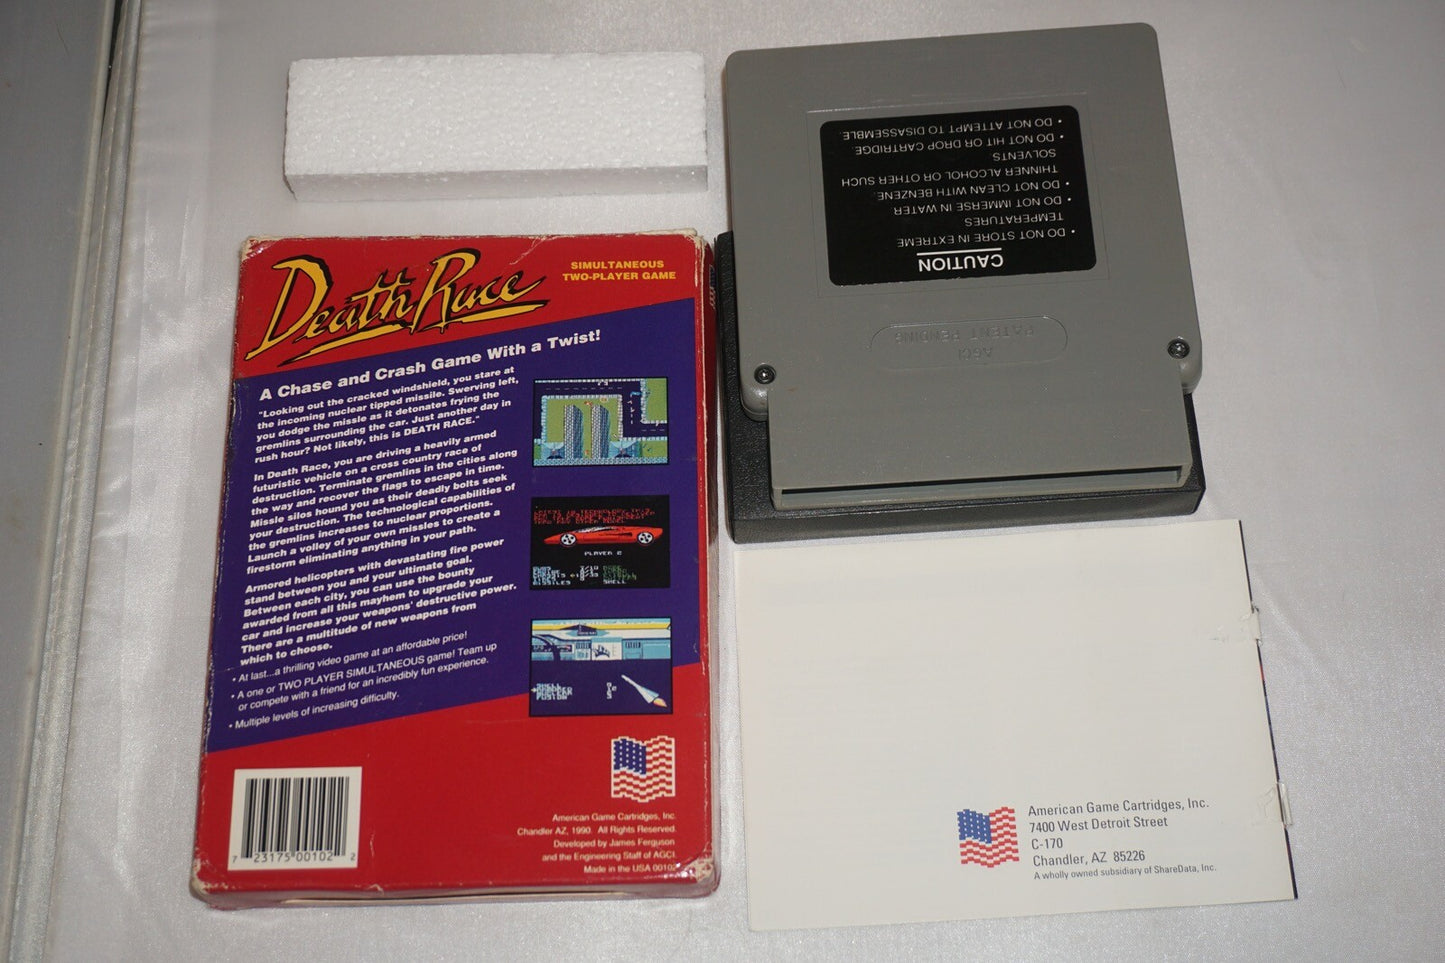 Death Race
SIMULTANEOUS
TWO-PLAYER GAME
A Chase and Crash Game With a Twist!
"Looking out the cracked windshield, you stare at
the incoming nuclear tipped missile. Swerving left,
you dodge the missile as it detonates frying the
gremlins surrounding the car. Just another day in
rush hour? Not likely, this is DEATH RACE."
In Death Race, you are driving a heavily armed
futuristic vehicle on a cross country race of
destruction. Terminate gremlins in the cities along
the way and recover the flags to escape in time.
Missile silos hound you as their deadly bolts seek
your destruction. The technological capabilities of
the gremlins increases to nuclear proportions.
Launch a volley of your own missles to create a
firestorm eliminating anything in your path.
Armored helicopters with devastating fire power
stand between you and your ultimate goal.
Between each city, you can use the bounty
awarded from all this mayhem to upgrade your
car and increase your weapons' destructive power.
There are a multitude of new weapons from
which to choose.
• At last...a thrilling video game at an affordable price!
• A one or TWO PLAYER SIMULTANEOUS game! Team up
or compete with a friend for an incredibly fun experience.
• Multiple levels of increasing difficulty.
PLAYER 2
SHELL
7 23175 00102 2
American Game Cartridges, Inc.
Chandler AZ, 1990. All Rights Reserved.
Developed by James Ferguson
and the Engineering Staff of AGCI.
Made in the USA 00102
CAUTION
• DO NOT STORE IN EXTREME
TEMPERATURES
• DO NOT IMMERSE IN WATER
• DO NOT CLEAN WITH BENZENE,
THINNER ALCOHOL OR OTHER SUCH
SOLVENTS
• DO NOT HIT OR DROP CARTRIDGE
• DO NOT ATTEMPT TO DISASSEMBLE.
AGCI
PATENT PENDING
American Game Cartridges, Inc.
7400 West Detroit Street
C-170
Chandler, AZ 85226
A wholly owned subsidiary of ShareData, Inc.